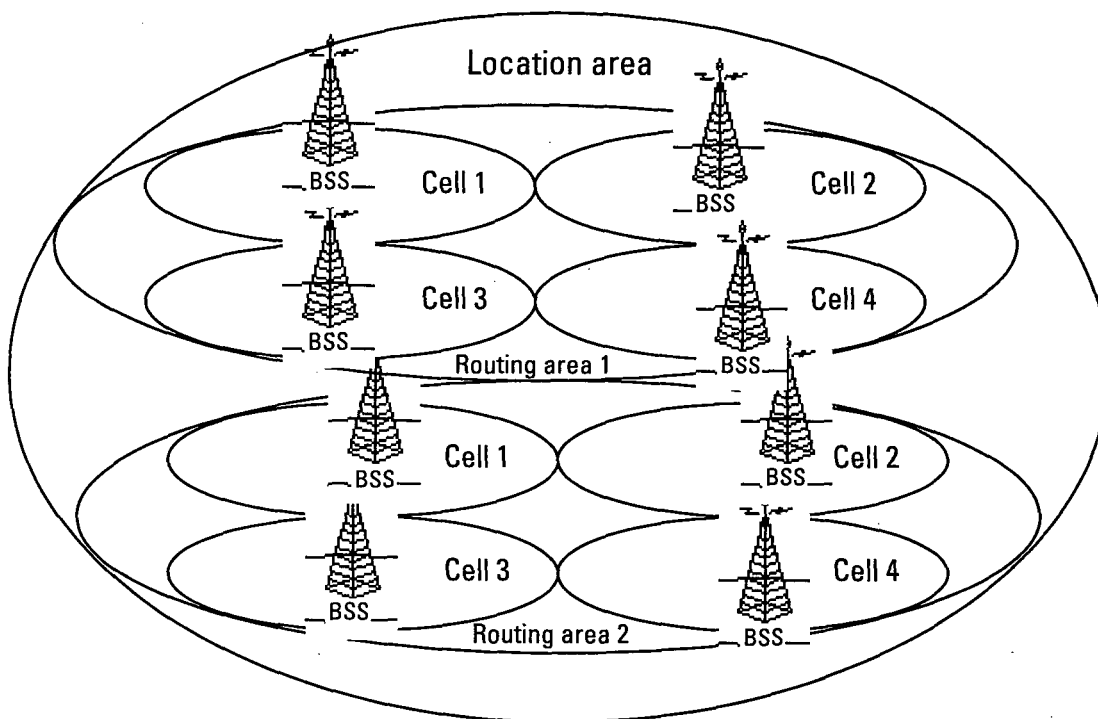 Location area
BSS
Cell 1
BSS
Cell 2
BSS
Cell 3
BSS
Cell 4
Routing area 1
BSS
Cell 1
BSS
Cell 2
BSS
Cell 3
BSS
Cell 4
Routing area 2